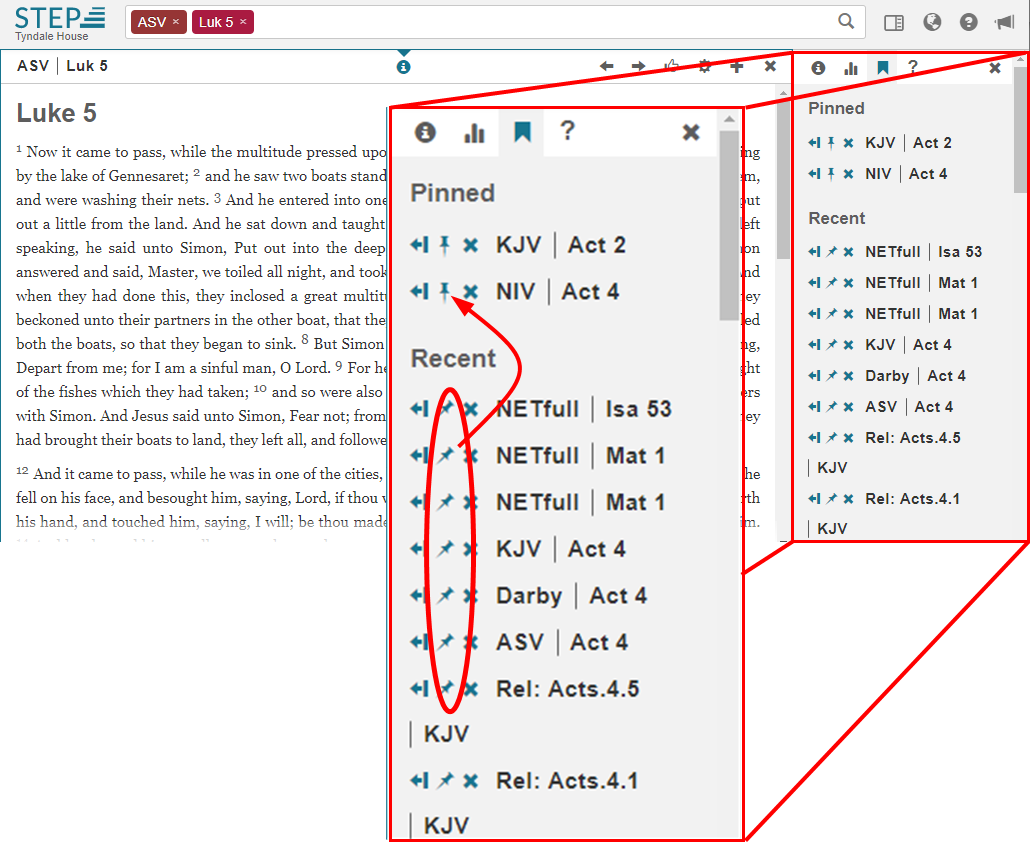 STEP
Tyndale House
ASV × Luk 5 ×
ASV | Luk 5
Luke 5
1 Now it came to pass, while the multitude pressed upo
by the lake of Gennesaret; 2 and he saw two boats stand
and were washing their nets. 3 And he entered into one
out a little from the land. And he sat down and taught
speaking, he said unto Simon, Put out into the deep
answered and said, Master, we toiled all night, and took
when they had done this, they inclosed a great multitu
beckoned unto their partners in the other boat, that the
both the boats, so that they began to sink. 8 But Simon
Depart from me; for I am a sinful man, O Lord. 9 For he
of the fishes which they had taken; 10 and so were also
with Simon. And Jesus said unto Simon, Fear not; from
had brought their boats to land, they left all, and followe
12 And it came to pass, while he was in one of the cities,
fell on his face, and besought him, saying, Lord, if thou
his hand, and touched him, saying, I will; be thou made
?
Pinned
KJV | Act 2
NIV | Act 4
Recent
NETfull | Isa 53
NETfull | Mat 1
NETfull | Mat 1
KJV | Act 4
Darby | Act 4
ASV | Act 4
Rel: Acts.4.5
| KJV
Rel: Acts.4.1
| KJV
?
Pinned
KJV | Act 2
NIV | Act 4
Recent
NETfull | Isa 53
NETfull | Mat 1
NETfull | Mat 1
KJV | Act 4
Darby | Act 4
ASV | Act 4
Rel: Acts.4.5
| KJV
Rel: Acts.4.1
| KJV